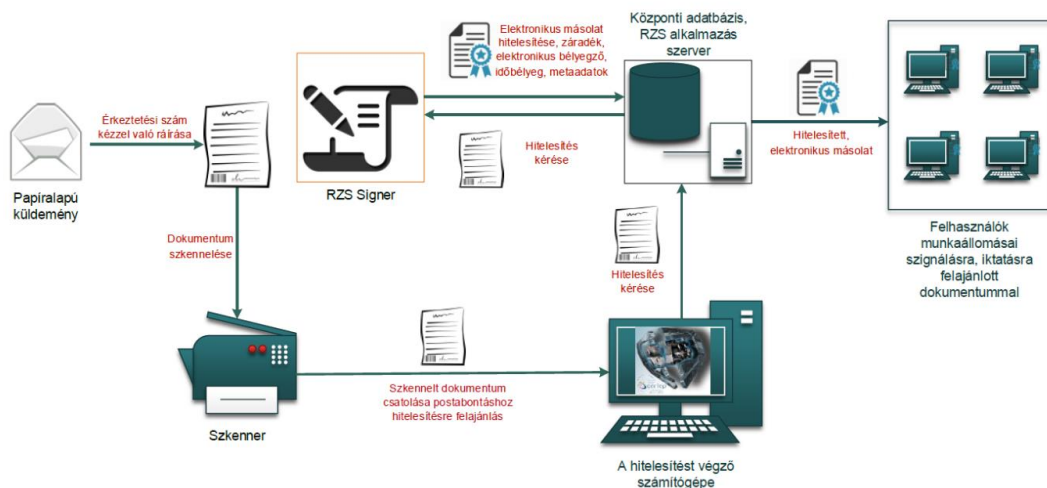 Elektronikus másolat
hitelesítése, záradék,
elektronikus bélyegző,
időbélyeg, metaadatok
Központi adatbázis,
RZS alkalmazás
szerver
Érkeztetési szám
kézzel való ráírása
Hitelesítés
kérése
Hitelesített,
elektronikus másolat
Papíralapú
küldemény
RZS Signer
Felhasználók
munkaállomásai
szignálásra, iktatásra
felajánlott
dokumentummal
Dokumentum
szkennelése
Hitelesítés
kérése
Szkennelt dokumentum
csatolása postabontáshoz
hitelesítésre felajánlás
Szkenner
A hitelesítést végző
számítógépe